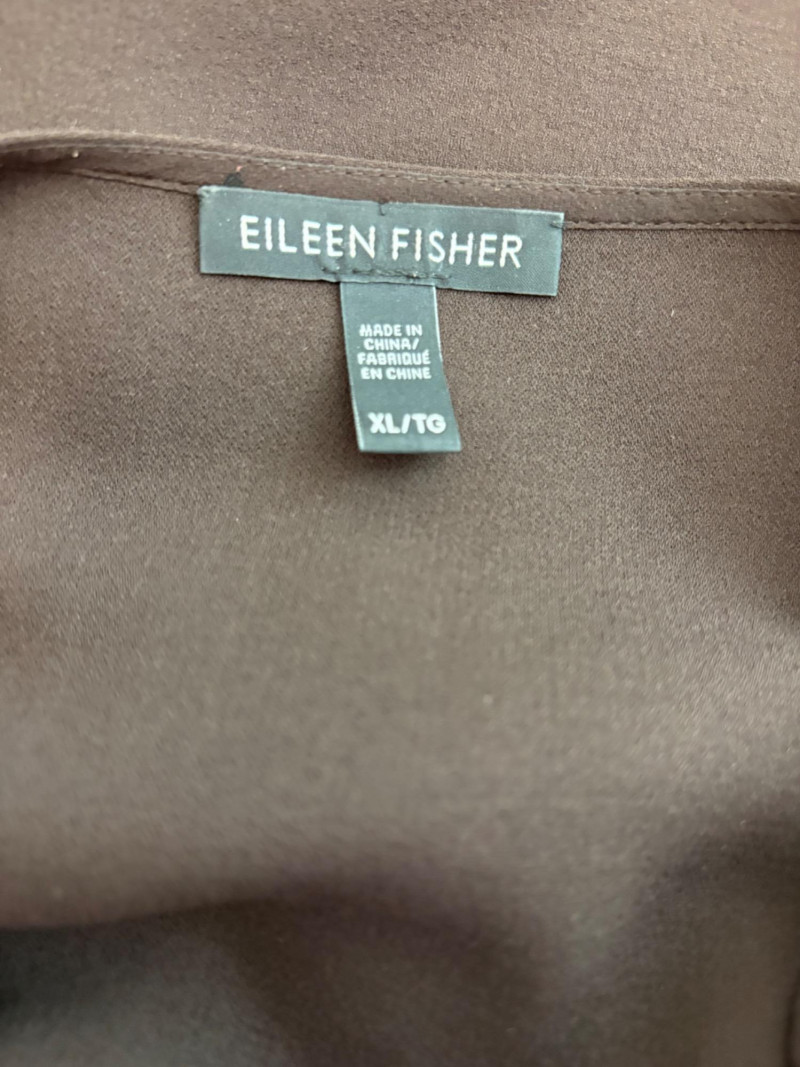 EILEEN FISHER
MADE IN
CHINA/
FABRIQUÉ
EN CHINE
XL/TG